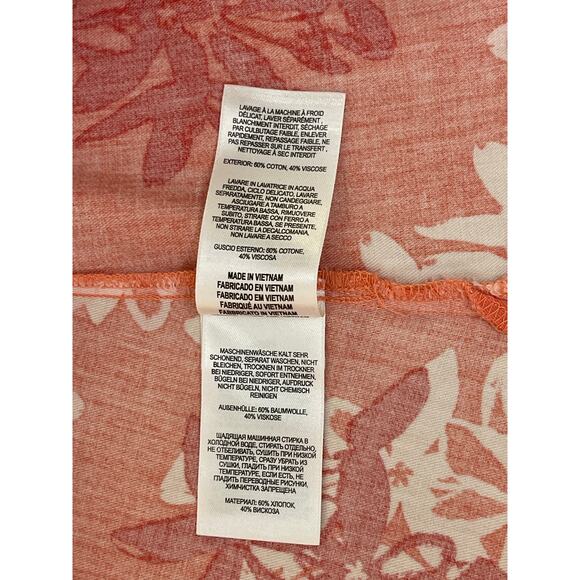 LAVAGE À LA MACHINE À FROID
DÉLICAT, LAVER SÉPARÉMENT,
BLANCHIMENT INTERDIT, SÉCHAGE
PAR CULBUTAGE FAIBLE, ENLEVER
RAPIDEMENT, REPASSAGE FAIBLE, NE
PAS REPASSER SUR LE TRANSFERT,
NETTOYAGE À SEC INTERDIT
EXTERIOR: 60% COTON, 40% VISCOSE
LAVARE IN LAVATRICE IN ACQUA
FREDDA, CICLO DELICATO, LAVARE
SEPARATAMENTE, NON CANDEGGIARE,
ASCIUGARE A TAMBURO A
TEMPERATURA BASSA, RIMUOVERE
SUBITO, STIRARE CON FERRO A
TEMPERATURA BASSA, SE PRESENTE,
NON STIRARE LA DECALCOMANIA,
NON LAVARE A SECCO
GUSCIO ESTERNO: 60% COTONE,
40% VISCOSA
MADE IN VIETNAM
FABRICADO EN VIETNAM
FABRICADO EM VIETNAM
FABRIQUÉ AU VIETNAM
FABBRICATO IN VIETNAM
MASCHINENWÄSCHE KALT SEHR
SCHONEND, SEPARAT WASCHEN, NICHT
BLEICHEN, TROCKNEN IM TROCKNER
BEI NIEDRIGER, SOFORT ENTNEHMEN,
BÜGELN BEI NIEDRIGER, AUFDRUCK
NICHT BÜGELN, NICHT CHEMISCH
REINIGEN
AUßENHÜLLE: 60% BAUMWOLLE,
40% VISKOSE
ЩАДЯЩАЯ МАШИННАЯ СТИРКА В
ХОЛОДНОЙ ВОДЕ, СТИРАТЬ ОТДЕЛЬНО,
НЕ ОТБЕЛИВАТЬ, СУШИТЬ ПРИ НИЗКОЙ
ТЕМПЕРАТУРЕ, СРАЗУ УБРАТЬ ИЗ
СУШКИ, ГЛАДИТЬ ПРИ НИЗКОЙ
ТЕМПЕРАТУРЕ, ЕСЛИ ЕСТЬ, НЕ
ГЛАДИТЬ ПЕРЕВОДНЫЕ РИСУНКИ,
ХИМЧИСТКА ЗАПРЕЩЕНА
МАТЕРИАЛ: 60% ХЛОПОК,
40% ВИСКОЗА